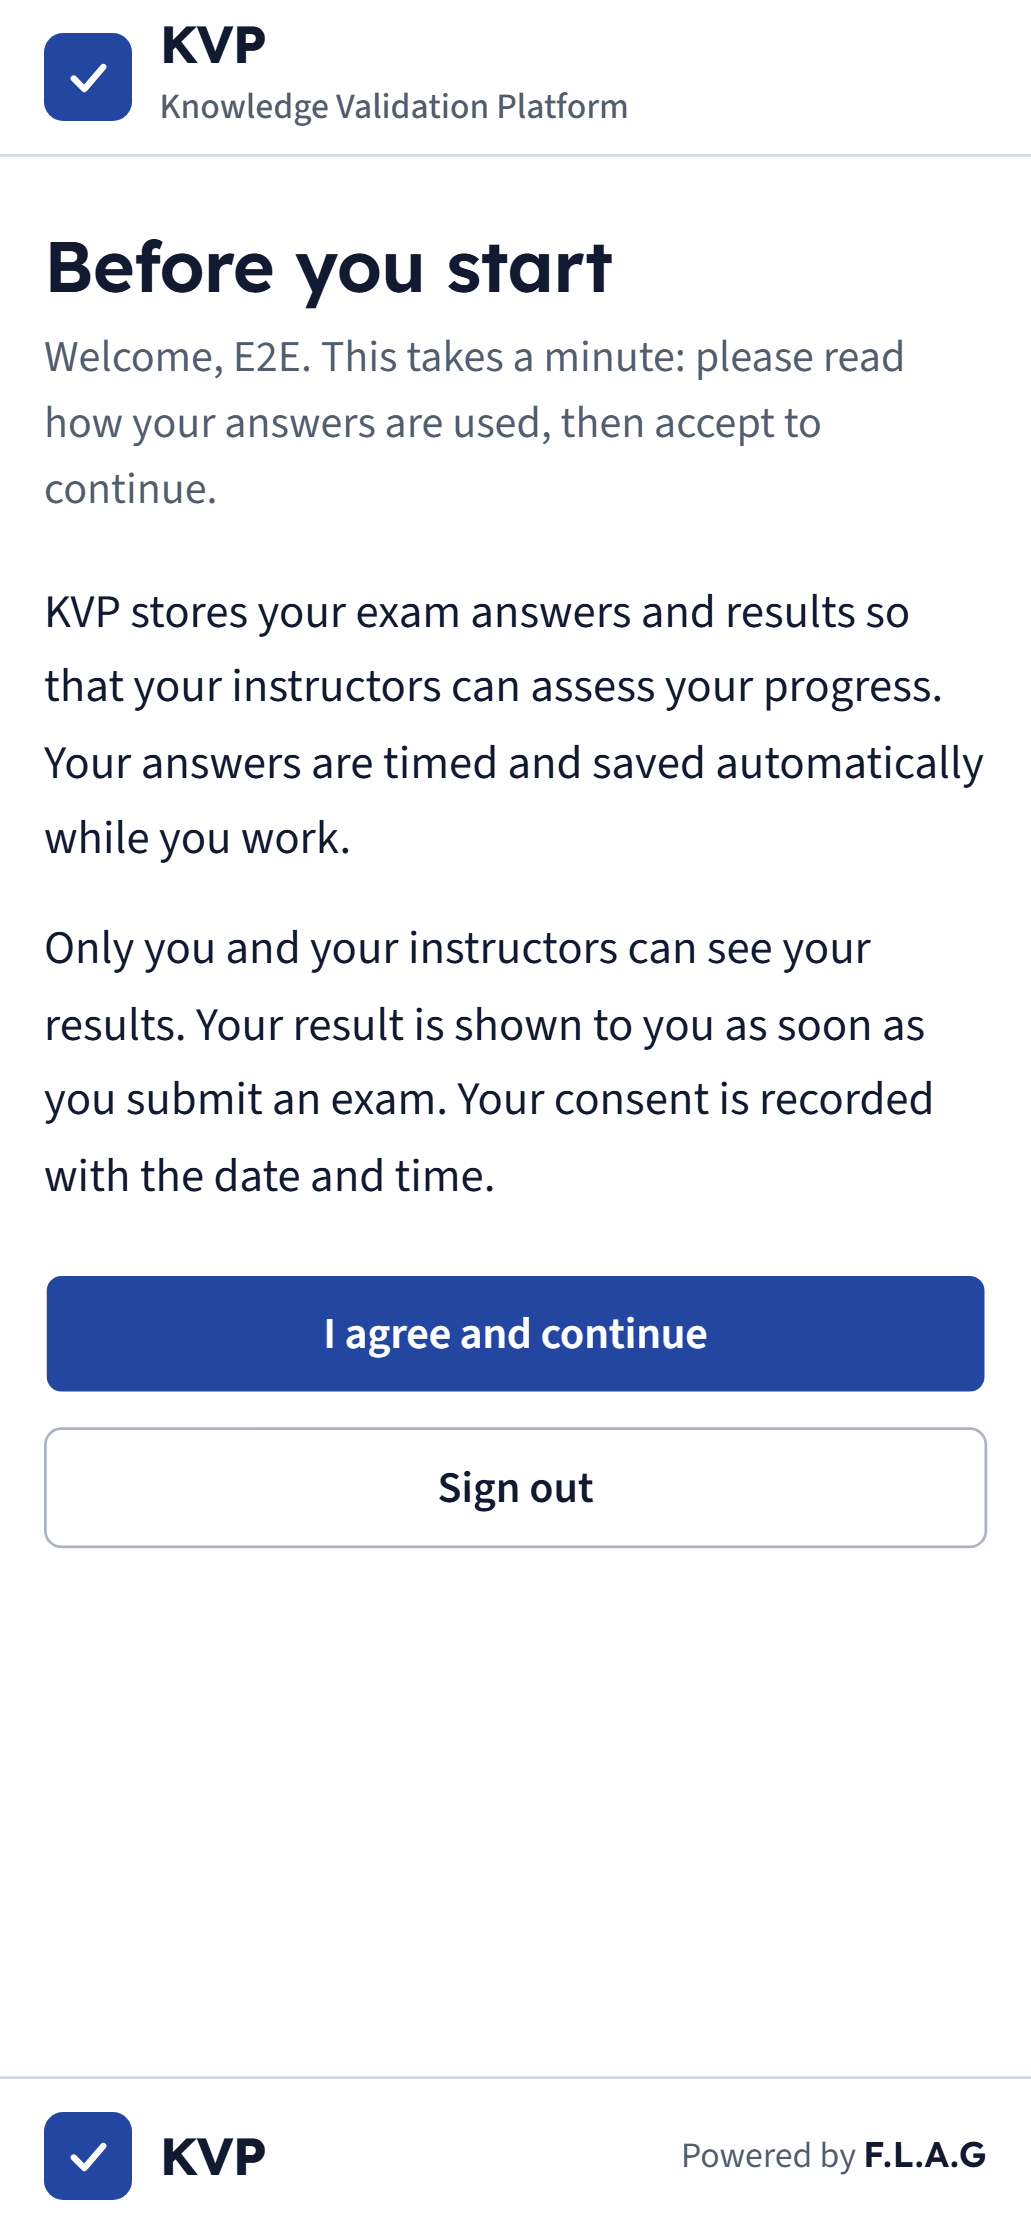 KVP
Knowledge Validation Platform
Before you start
Welcome, E2E. This takes a minute: please read
how your answers are used, then accept to
continue.
KVP stores your exam answers and results so
that your instructors can assess your progress.
Your answers are timed and saved automatically
while you work.
Only you and your instructors can see your
results. Your result is shown to you as soon as
you submit an exam. Your consent is recorded
with the date and time.
I agree and continue
Sign out
KVP
Powered by F.L.A.G